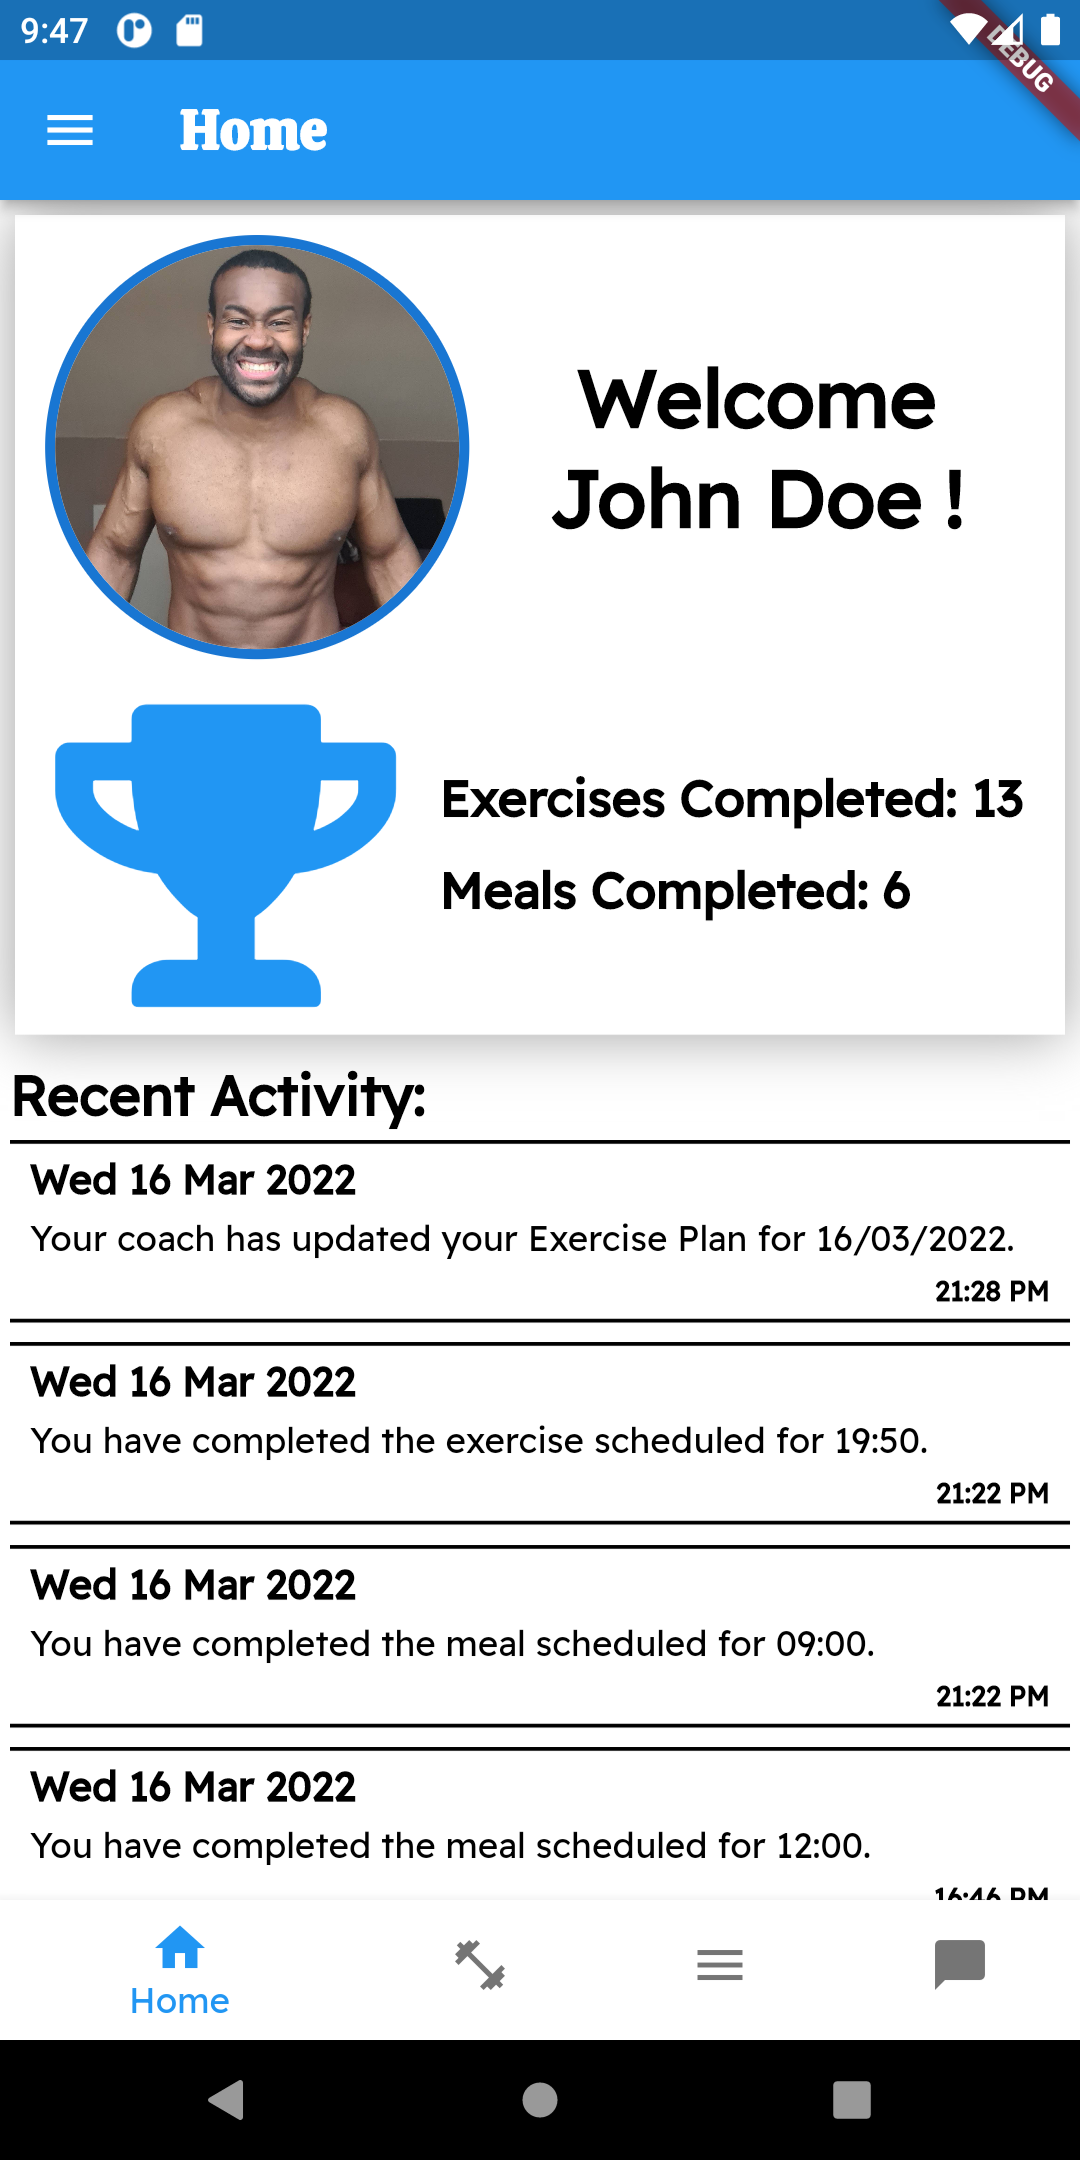 9:47
DEBUG
Home
Welcome
John Doe !
Exercises Completed: 13
Meals Completed: 6
Recent Activity:
Wed 16 Mar 2022
Your coach has updated your Exercise Plan for 16/03/2022.
21:28 PM
Wed 16 Mar 2022
You have completed the exercise scheduled for 19:50.
21:22 PM
Wed 16 Mar 2022
You have completed the meal scheduled for 09:00.
21:22 PM
Wed 16 Mar 2022
You have completed the meal scheduled for 12:00.
16:46 PM
Home